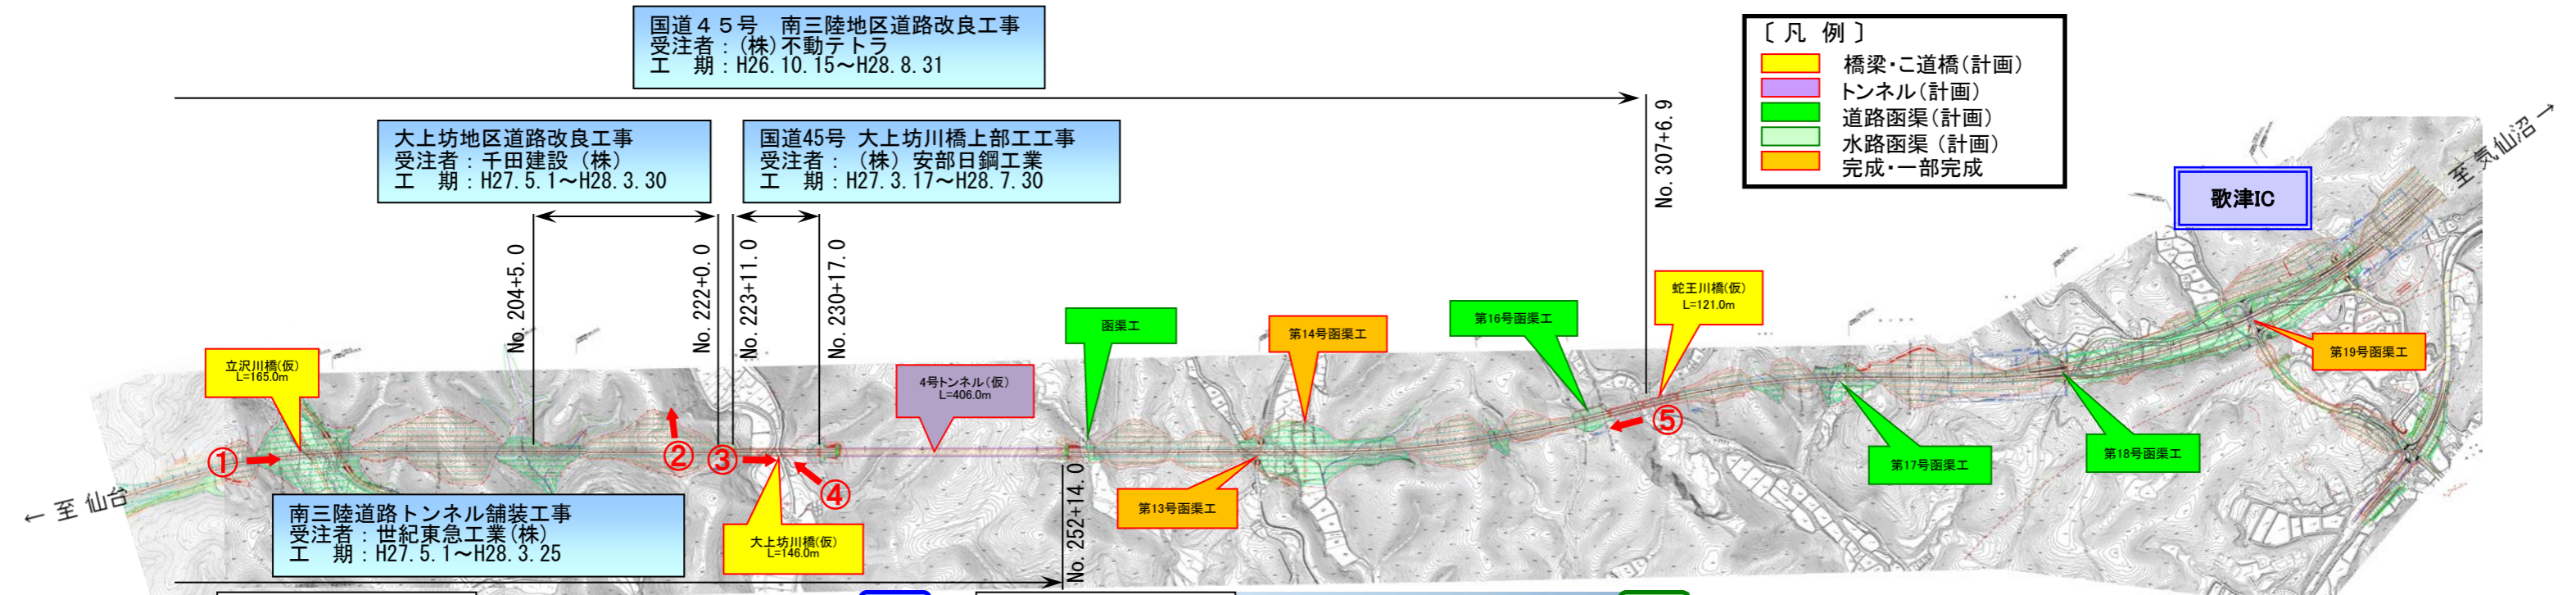 国道４５号　南三陸地区道路改良工事
受注者：(株)不動テトラ
工　期：H26.10.15～H28.8.31
〔 凡 例 〕
橋梁・こ道橋(計画)
トンネル(計画)
道路函渠(計画)
水路函渠 (計画)
完成・一部完成
大上坊地区道路改良工事
受注者：千田建設（株）
工　期：H27.5.1～H28.3.30
国道45号 大上坊川橋上部工工事
受注者：（株）安部日鋼工業
工　期：H27.3.17～H28.7.30
No.307+6.9
至 気仙沼 →
歌津IC
No.204+5.0
No.222+0.0
No.223+11.0
No.230+17.0
立沢川橋(仮)
L=165.0m
4号トンネル(仮)
L=406.0m
函渠工
第14号函渠工
第16号函渠工
蛇王川橋(仮)
L=121.0m
第19号函渠工
①
②
③
④
⑤
第13号函渠工
第17号函渠工
第18号函渠工
← 至 仙台
南三陸道路トンネル舗装工事
受注者：世紀東急工業(株)
工　期：H27.5.1～H28.3.25
大上坊川橋(仮)
L=146.0m
No.252+14.0